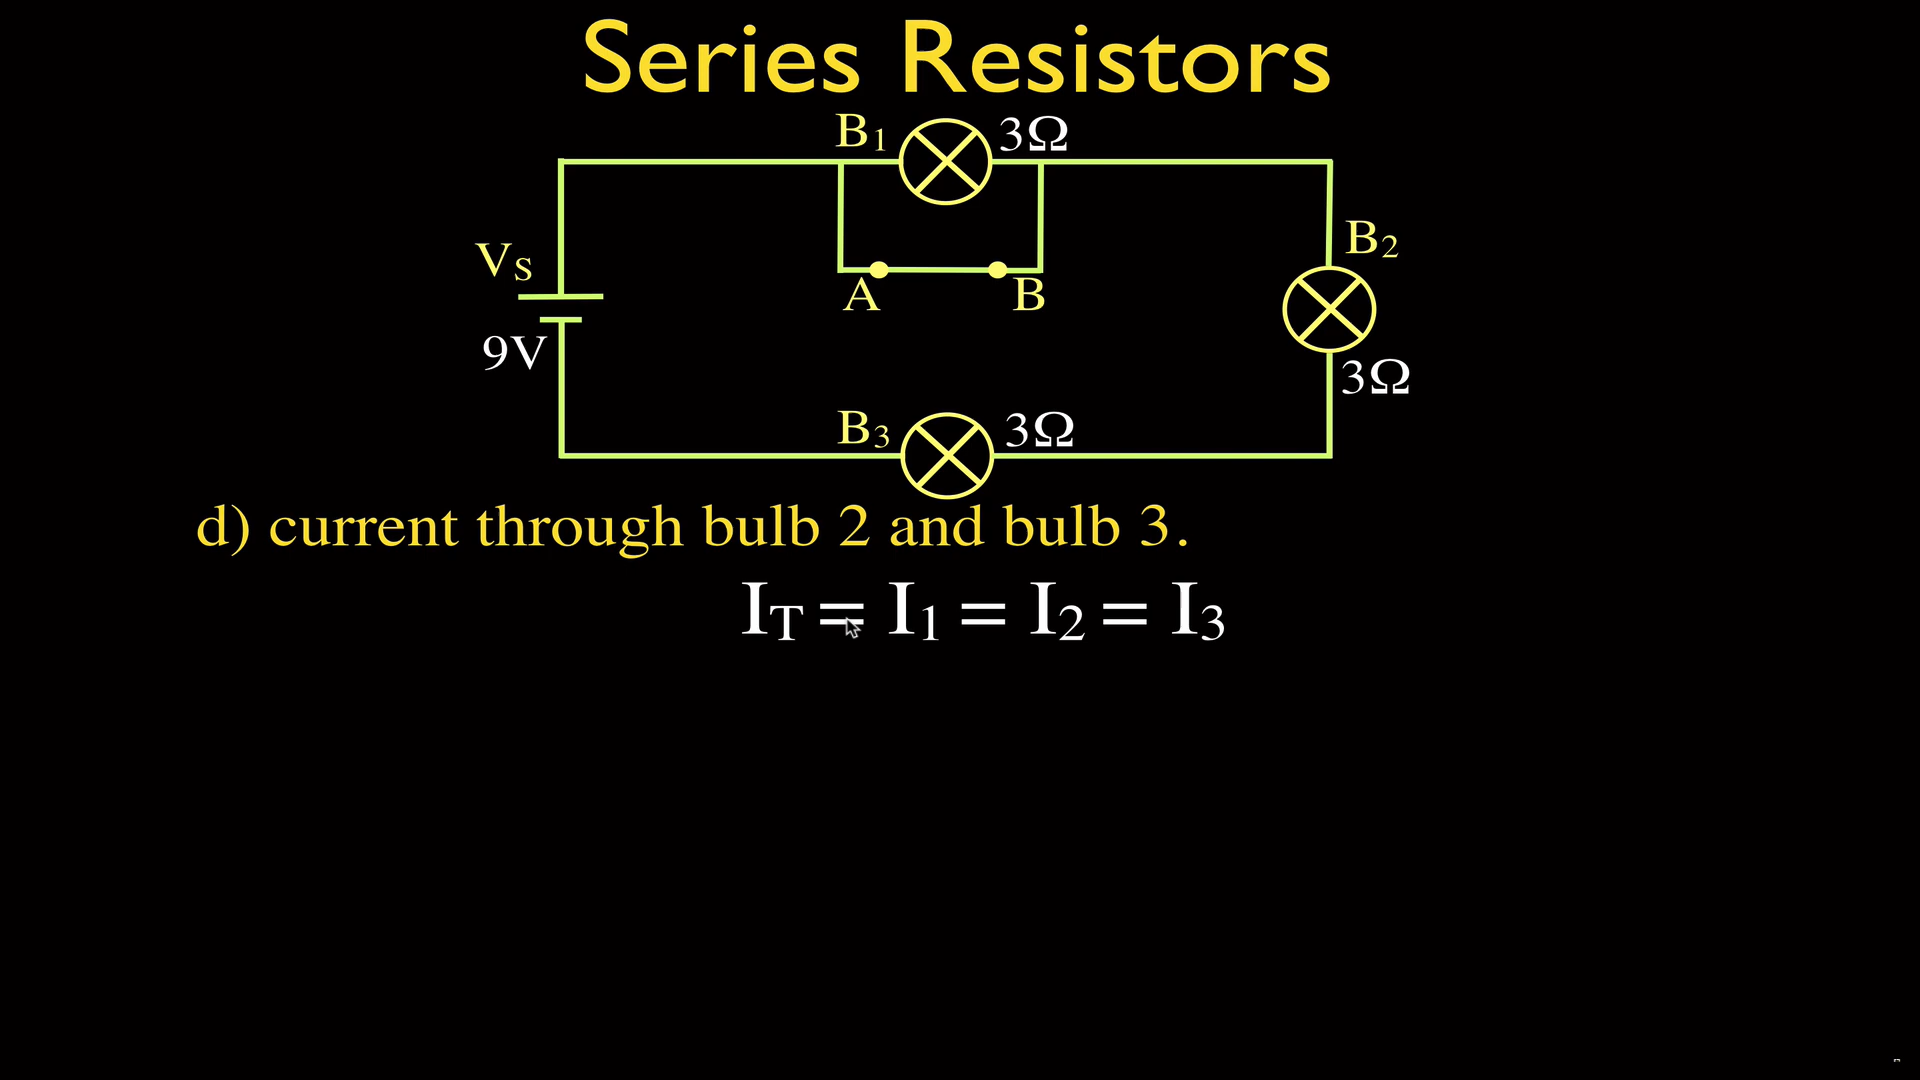 Series Resistors
B₁ 3Ω
B₂
Vₛ
A B
9V
3Ω
B₃ 3Ω
d) current through bulb 2 and bulb 3.
I_T = I₁ = I₂ = I₃